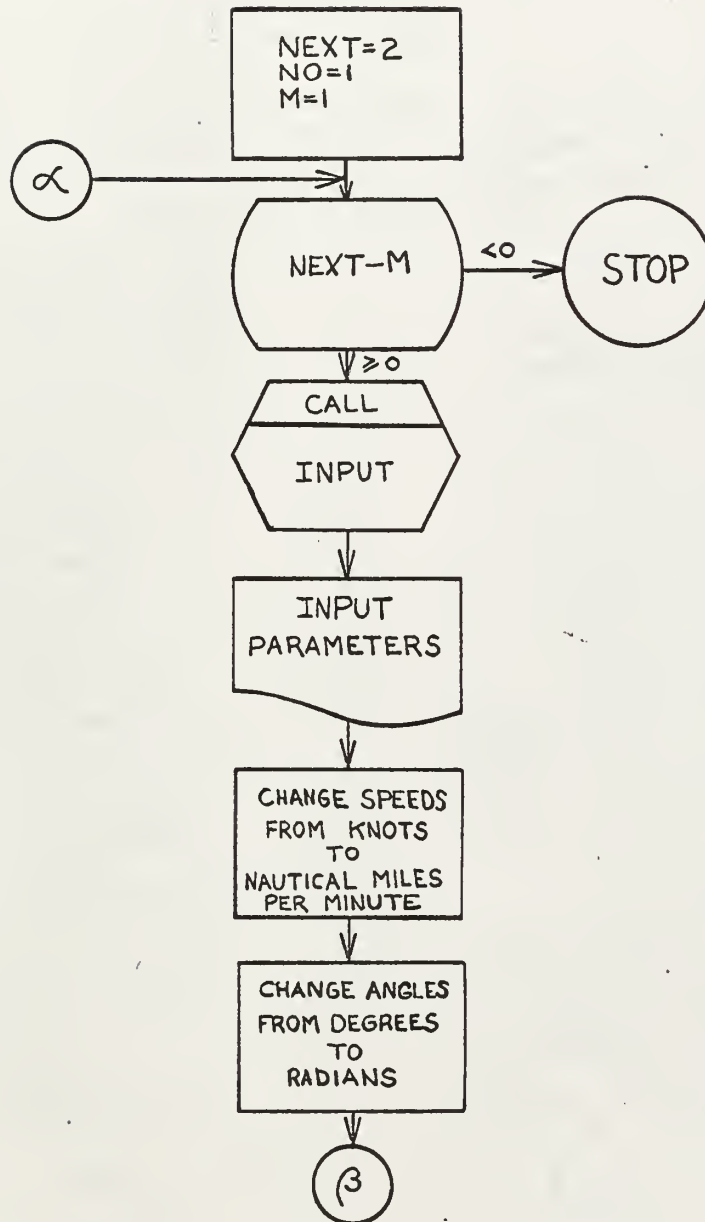 NEXT=2
NO=1
M=1
α
NEXT-M
<0
STOP
≥0
CALL
INPUT
INPUT
PARAMETERS
CHANGE SPEEDS
FROM KNOTS
TO
NAUTICAL MILES
PER MINUTE
CHANGE ANGLES
FROM DEGREES
TO
RADIANS
β